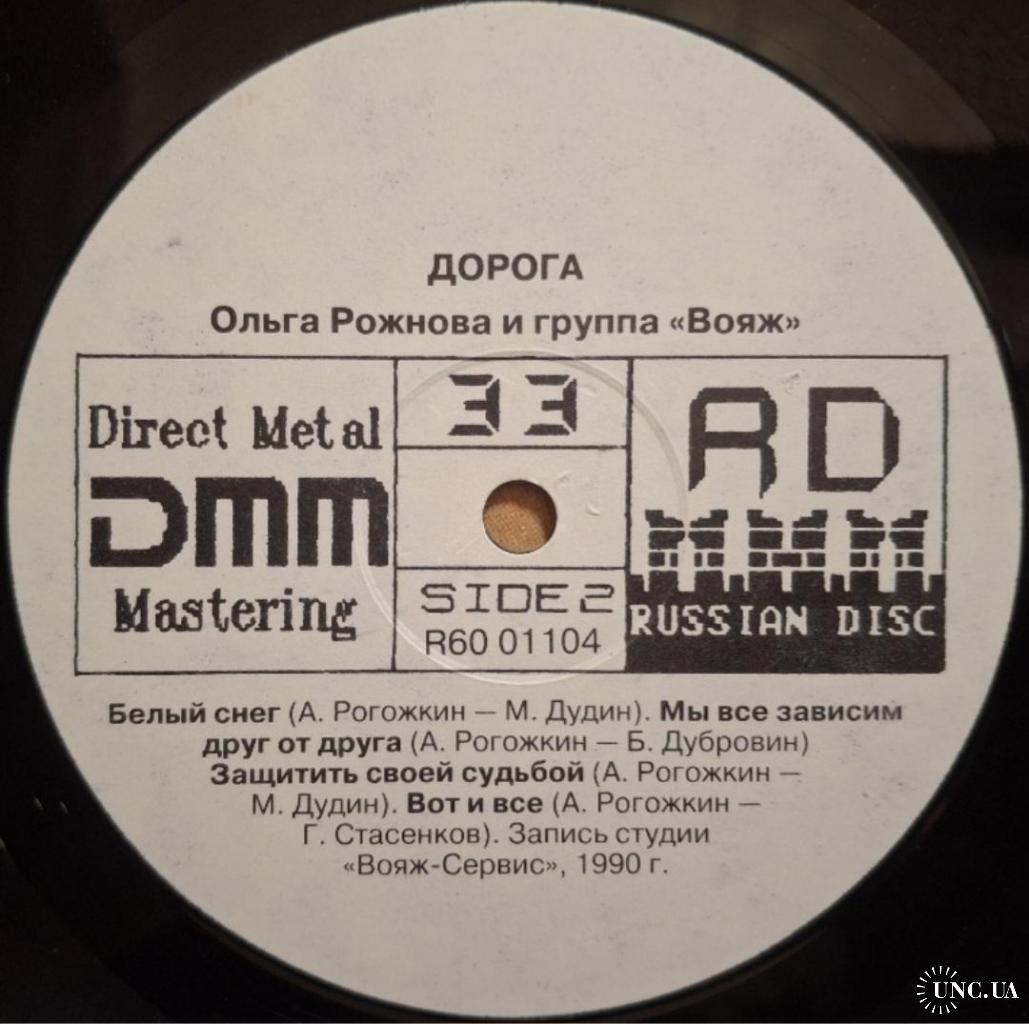 ДОРОГА
Ольга Рожнова и группа «Вояж»
Direct Metal
DMM
Mastering
33
SIDE 2
R60 01104
RD
RUSSIAN DISC
Белый снег (А. Рогожкин — М. Дудин). Мы все зависим
друг от друга (А. Рогожкин — Б. Дубровин)
Защитить своей судьбой (А. Рогожкин —
М. Дудин). Вот и все (А. Рогожкин —
Г. Стасенков). Запись студии
«Вояж-Сервис», 1990 г.
UNC.UA